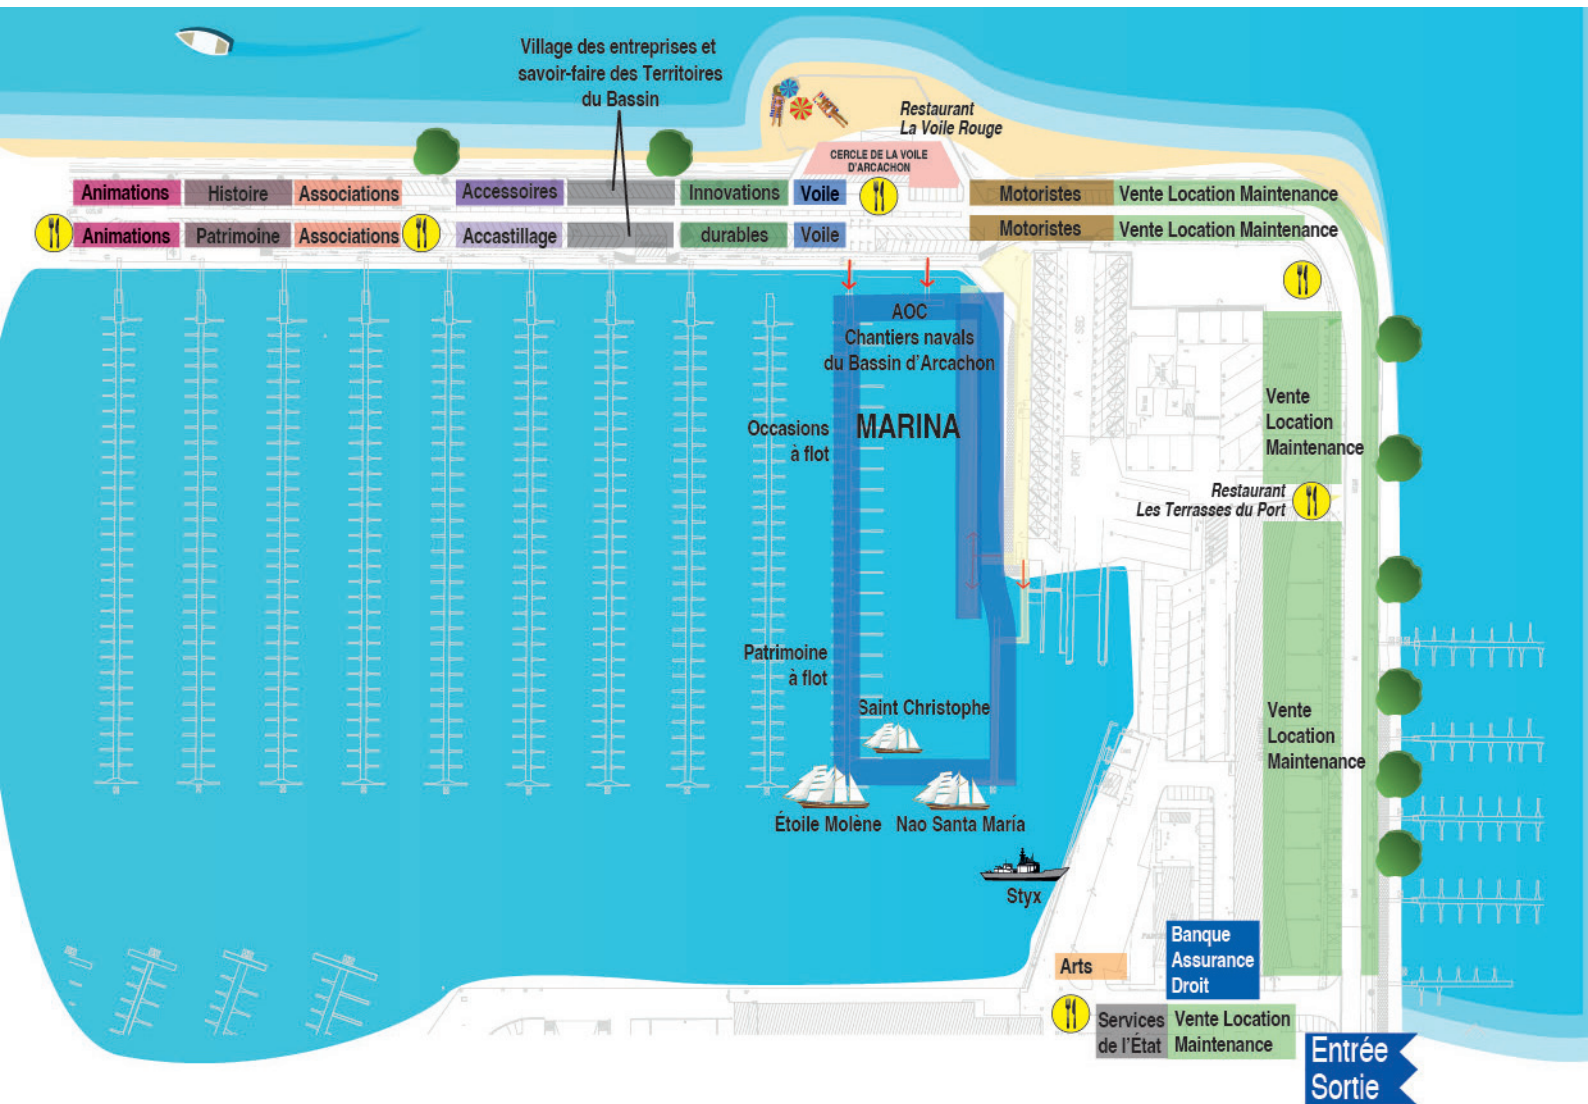 Village des entreprises et
savoir-faire des Territoires
du Bassin
Restaurant
La Voile Rouge
CERCLE DE LA VOILE
D'ARCACHON
Animations
Histoire
Associations
Accessoires
Innovations
Voile
Motoristes
Vente Location Maintenance
Animations
Patrimoine
Associations
Accastillage
durables
Voile
Motoristes
Vente Location Maintenance
AOC
Chantiers navals
du Bassin d'Arcachon
MARINA
Occasions
à flot
PORT A SEC
Vente
Location
Maintenance
Restaurant
Les Terrasses du Port
Patrimoine
à flot
Saint Christophe
Vente
Location
Maintenance
Étoile Molène
Nao Santa María
Styx
Arts
Banque
Assurance
Droit
Services
de l'État
Vente Location
Maintenance
Entrée
Sortie